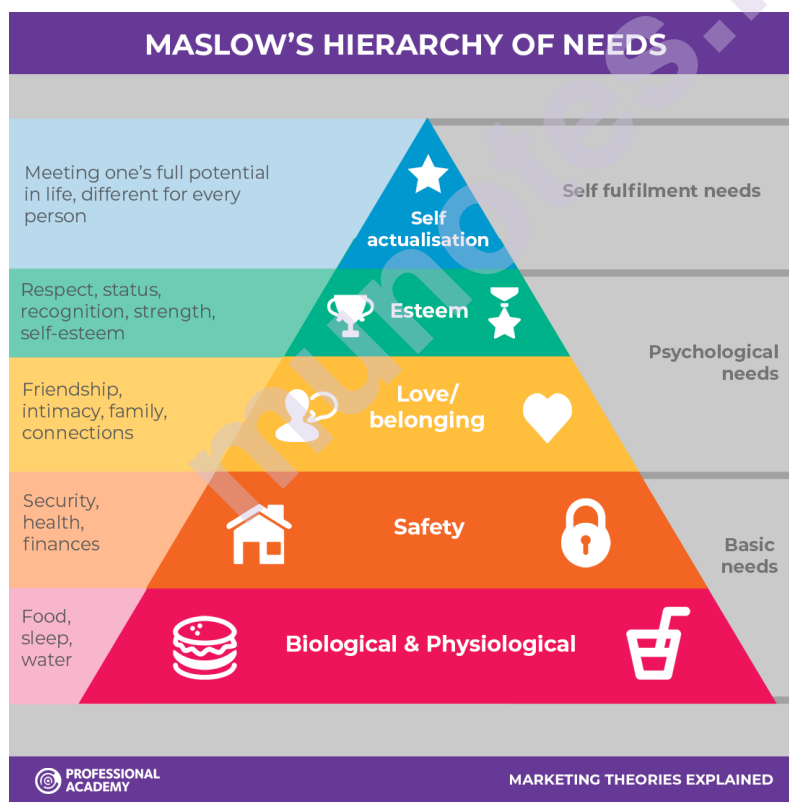 MASLOW'S HIERARCHY OF NEEDS
Meeting one's full potential
in life, different for every
person
Self
actualisation
Self fulfilment needs
Respect, status,
recognition, strength,
self-esteem
Esteem
Psychological
needs
Friendship,
intimacy, family,
connections
Love/
belonging
Security,
health,
finances
Safety
Basic
needs
Food,
sleep,
water
Biological & Physiological
PROFESSIONAL
ACADEMY
MARKETING THEORIES EXPLAINED
munotes.